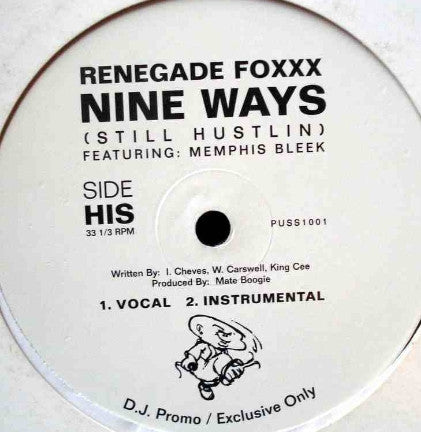 RENEGADE FOXXX
NINE WAYS
(STILL HUSTLIN)
FEATURING: MEMPHIS BLEEK
SIDE
HIS
33 1/3 RPM
PUSS1001
Written By: I. Cheves, W. Carswell, King Cee
Produced By: Mate Boogie
1. VOCAL 2. INSTRUMENTAL
D.J. Promo / Exclusive Only